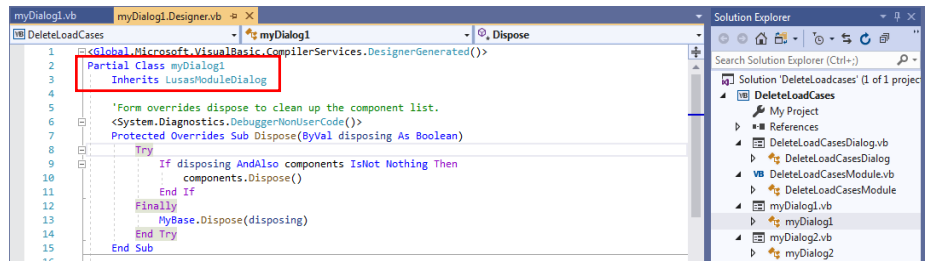 myDialog1.vb
myDialog1.Designer.vb
VB DeleteLoadCases
myDialog1
Dispose
1 <Global.Microsoft.VisualBasic.CompilerServices.DesignerGenerated()>
2 Partial Class myDialog1
3 Inherits LusasModuleDialog
4
5 'Form overrides dispose to clean up the component list.
6 <System.Diagnostics.DebuggerNonUserCode()>
7 Protected Overrides Sub Dispose(ByVal disposing As Boolean)
8 Try
9 If disposing AndAlso components IsNot Nothing Then
10 components.Dispose()
11 End If
12 Finally
13 MyBase.Dispose(disposing)
14 End Try
15 End Sub
16
Solution Explorer
Search Solution Explorer (Ctrl+;)
Solution 'DeleteLoadcases' (1 of 1 projec
VB DeleteLoadCases
My Project
References
DeleteLoadCasesDialog.vb
DeleteLoadCasesDialog
VB DeleteLoadCasesModule.vb
DeleteLoadCasesModule
myDialog1.vb
myDialog1
myDialog2.vb
myDialog2